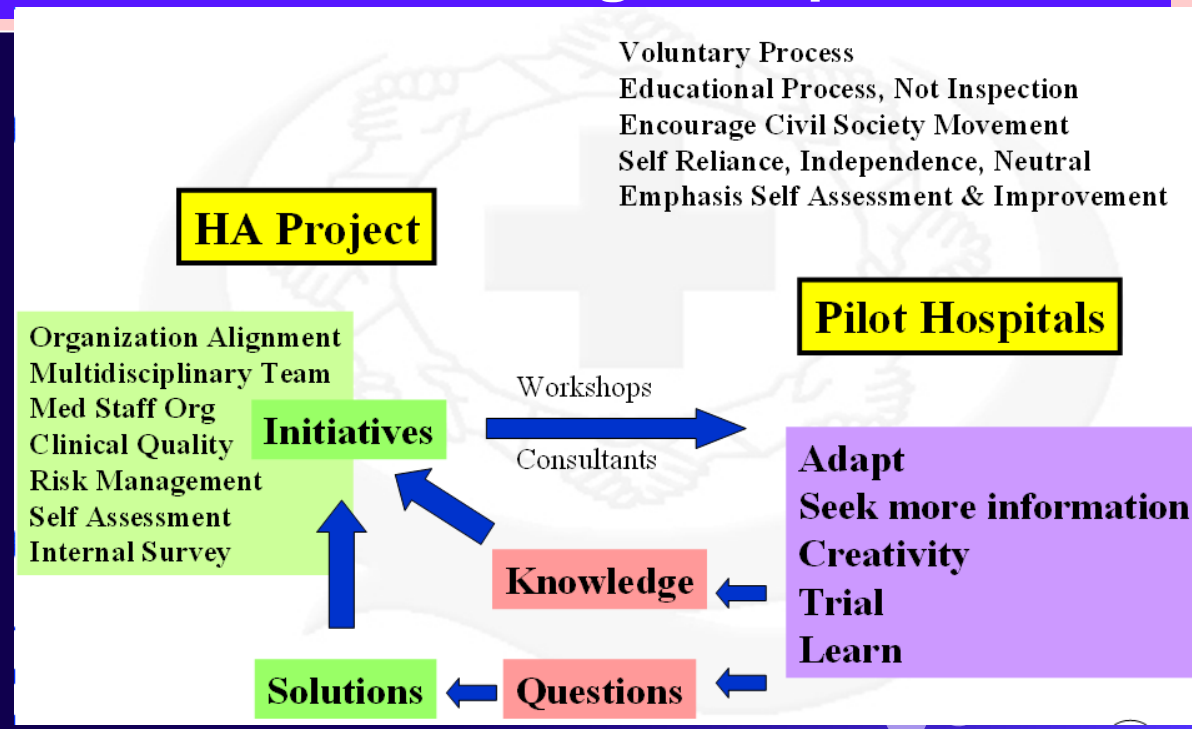 Voluntary Process
Educational Process, Not Inspection
Encourage Civil Society Movement
Self Reliance, Independence, Neutral
Emphasis Self Assessment & Improvement
HA Project
Pilot Hospitals
Organization Alignment
Multidisciplinary Team
Med Staff Org
Clinical Quality
Risk Management
Self Assessment
Internal Survey
Initiatives
Workshops
Consultants
Adapt
Seek more information
Creativity
Trial
Learn
Knowledge
Solutions
Questions